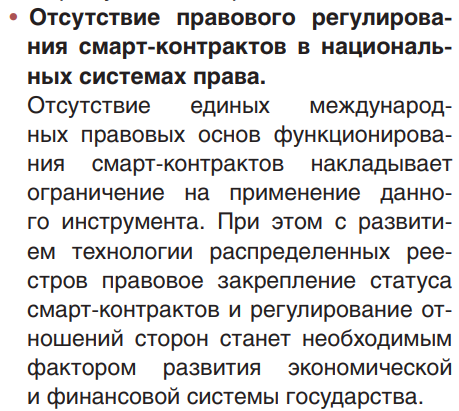 • Отсутствие правового регулирова-
ния смарт-контрактов в националь-
ных системах права.
Отсутствие единых международ-
ных правовых основ функционирова-
ния смарт-контрактов накладывает
ограничение на применение данно-
го инструмента. При этом с развити-
ем технологии распределенных рее-
стров правовое закрепление статуса
смарт-контрактов и регулирование от-
ношений сторон станет необходимым
фактором развития экономической
и финансовой системы государства.